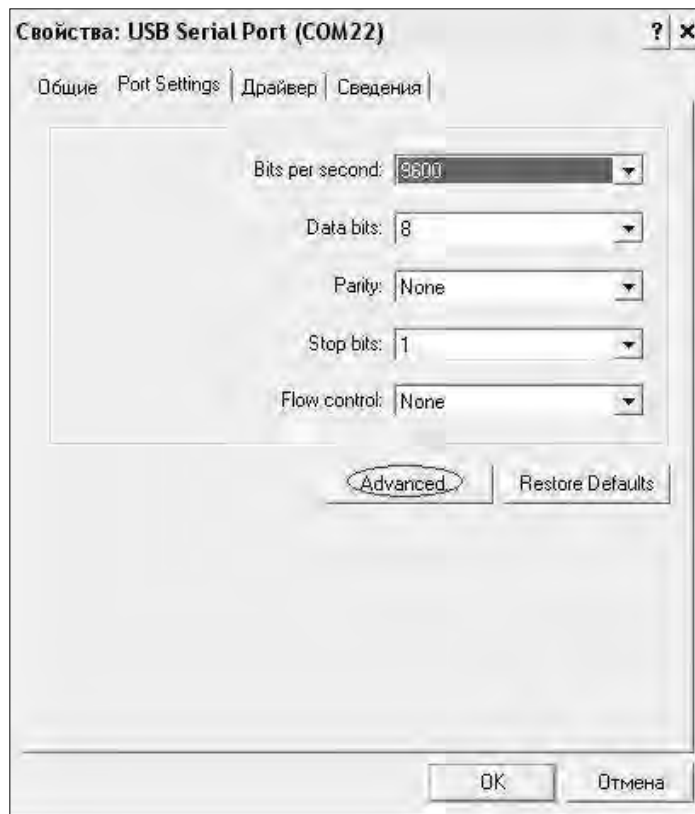 Свойства: USB Serial Port (COM22)
? ×
Общие Port Settings Драйвер Сведения
Bits per second: 9600
Data bits: 8
Parity: None
Stop bits: 1
Flow control: None
Advanced... Restore Defaults
OK Отмена